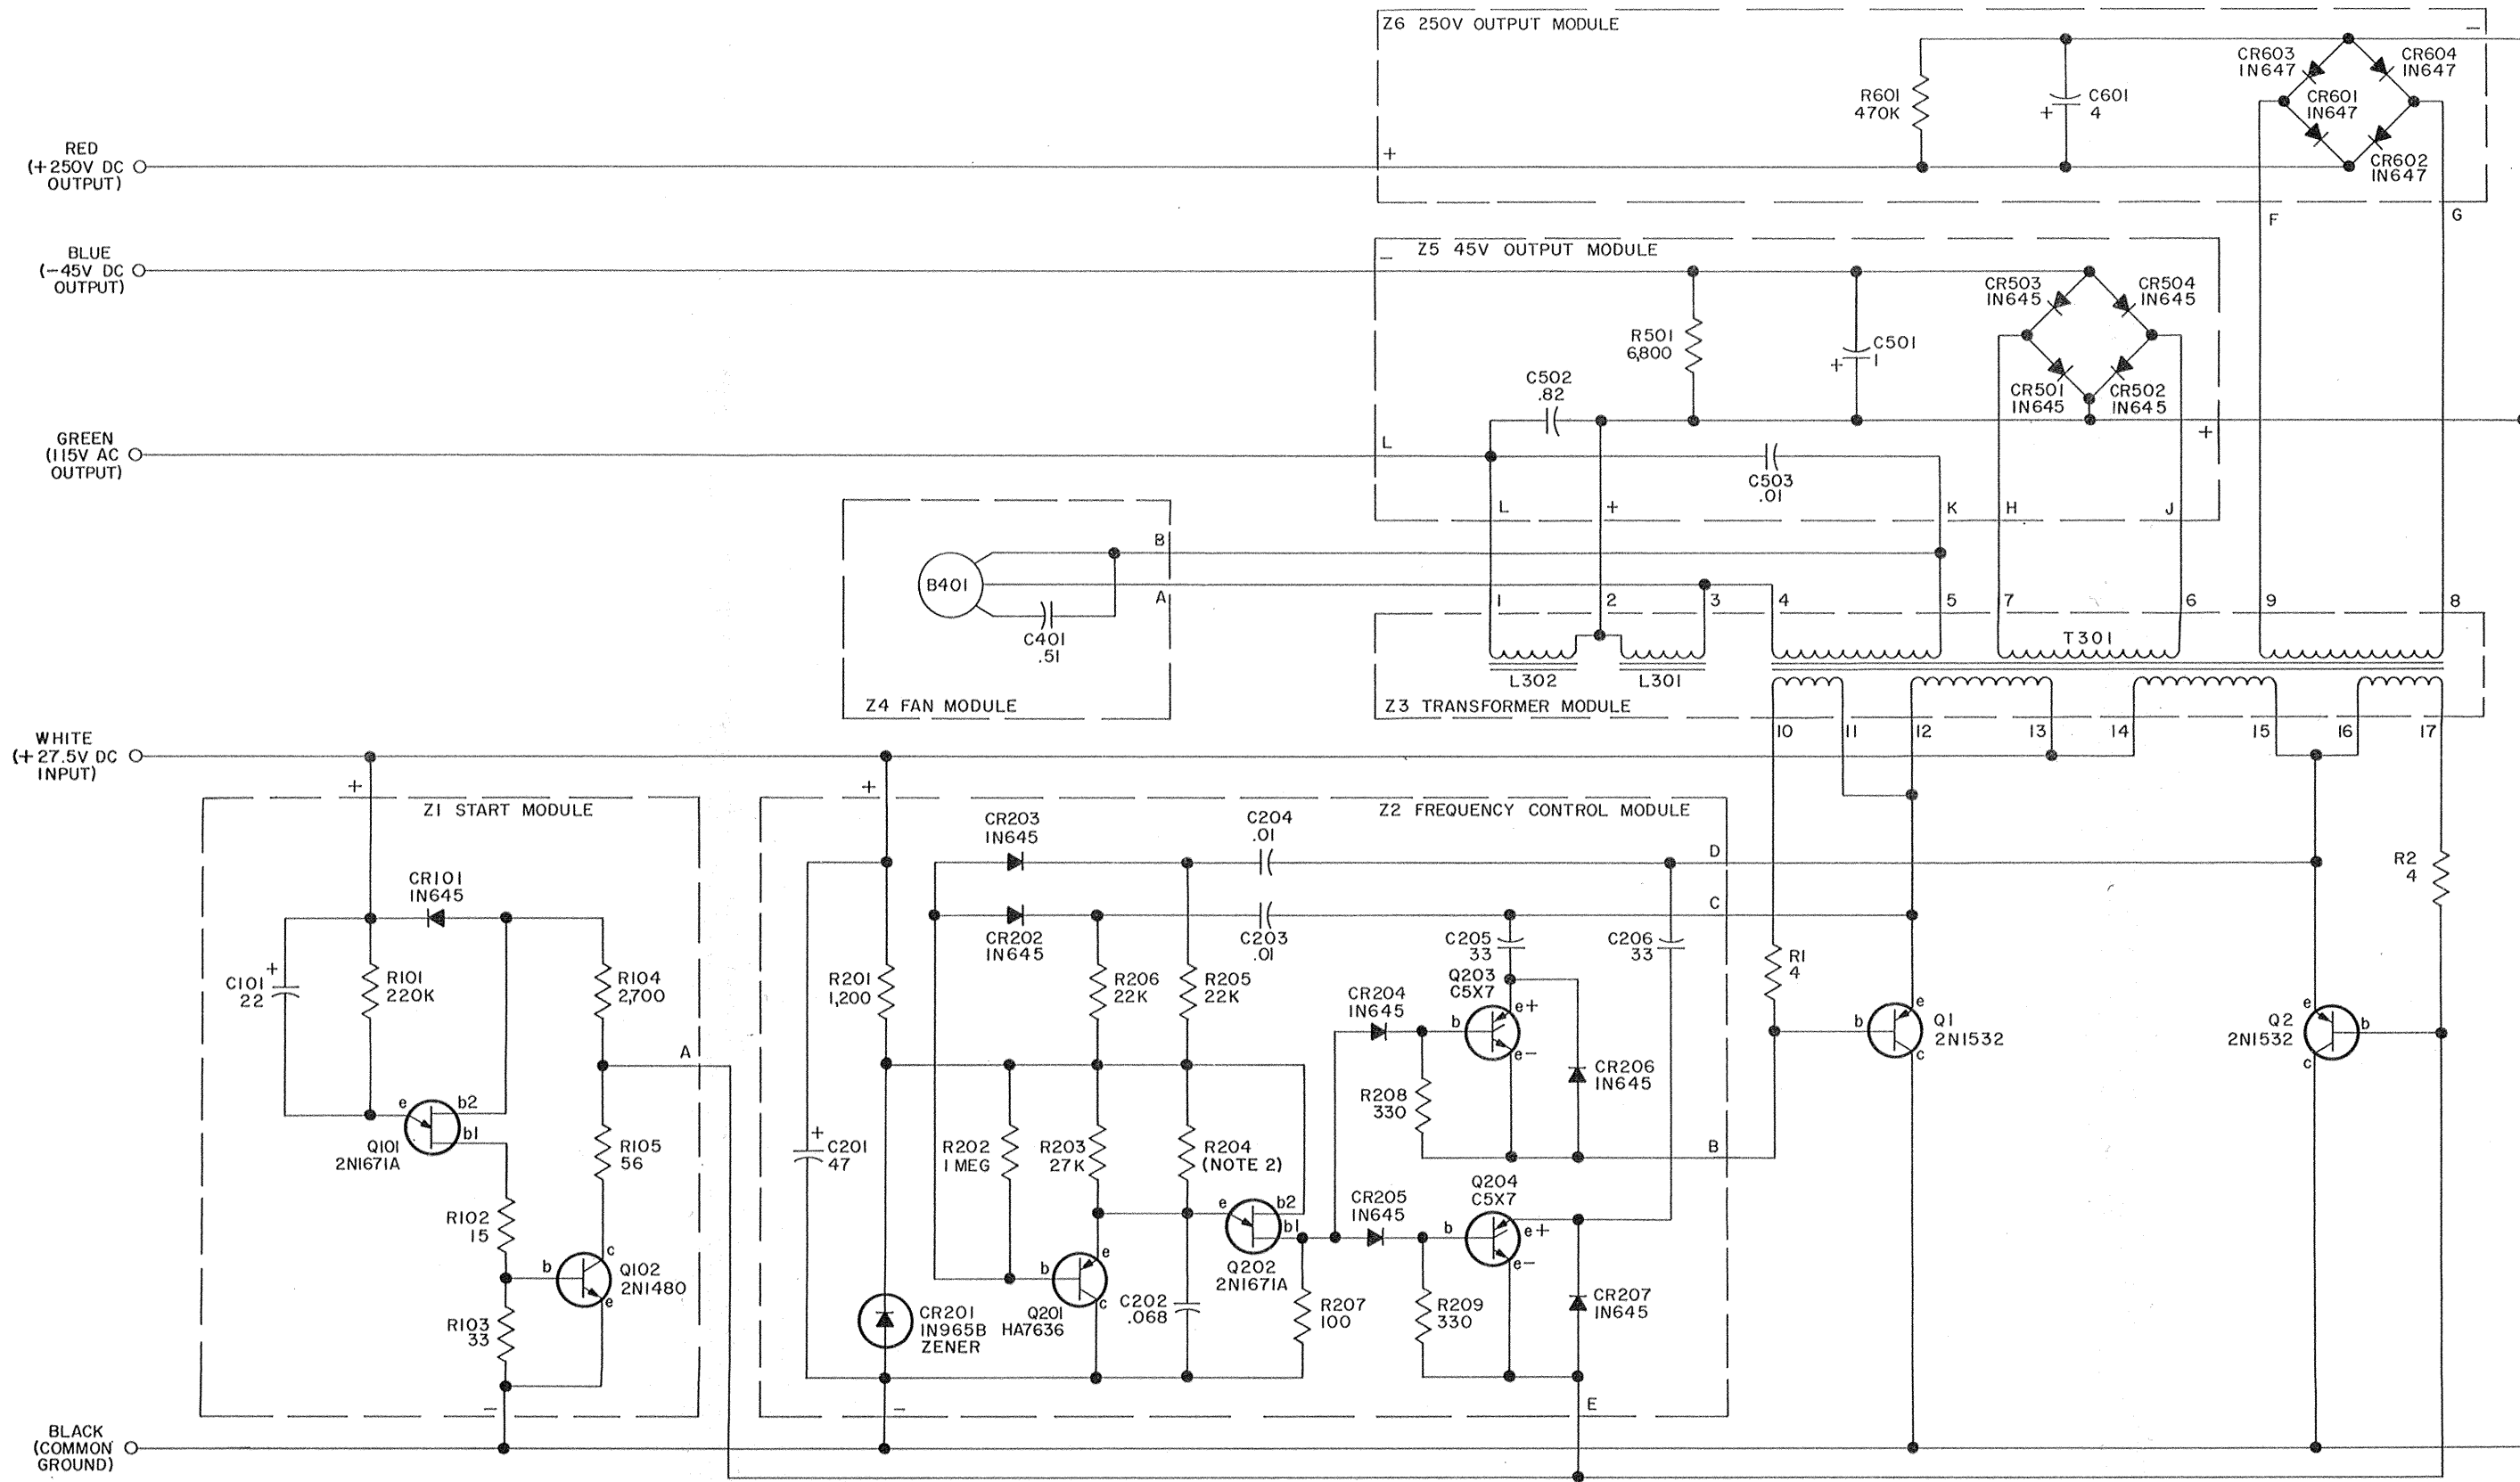 Z6 250V OUTPUT MODULE
−
CR603
IN647
CR604
IN647
R601
470K
C601
4
+
CR601
IN647
CR602
IN647
RED
(+250V DC
OUTPUT)
+
F
G
BLUE
(−45V DC
OUTPUT)
−
Z5 45V OUTPUT MODULE
CR503
IN645
CR504
IN645
R501
6,800
C501
1
+
CR501
IN645
CR502
IN645
C502
.82
+
GREEN
(115V AC
OUTPUT)
L
C503
.01
L
+
K
H
J
B
B401
A
C401
.51
Z4 FAN MODULE
1
2
3
4
5
7
6
9
8
T301
L302
L301
Z3 TRANSFORMER MODULE
10
11
12
13
14
15
16
17
WHITE
(+27.5V DC
INPUT)
+
Z1 START MODULE
CR101
IN645
C101
22
+
R101
220K
R104
2,700
A
e
b2
b1
Q101
2N1671A
R105
56
R102
15
b
c
e
Q102
2N1480
R103
33
−
+
Z2 FREQUENCY CONTROL MODULE
CR203
IN645
C204
.01
D
CR202
IN645
C203
.01
C
R201
1,200
R206
22K
R205
22K
C205
33
C206
33
Q203
C5X7
CR204
IN645
b
e+
e−
CR206
IN645
R208
330
B
+
C201
47
R202
1 MEG
R203
27K
R204
(NOTE 2)
e
b2
b1
Q202
2N1671A
CR205
IN645
Q204
C5X7
b
e+
e−
b
e
c
Q201
HA7636
C202
.068
CR201
IN965B
ZENER
R207
100
R209
330
CR207
IN645
−
E
R1
4
b
e
c
Q1
2N1532
R2
4
Q2
2N1532
e
b
c
BLACK
(COMMON
GROUND)